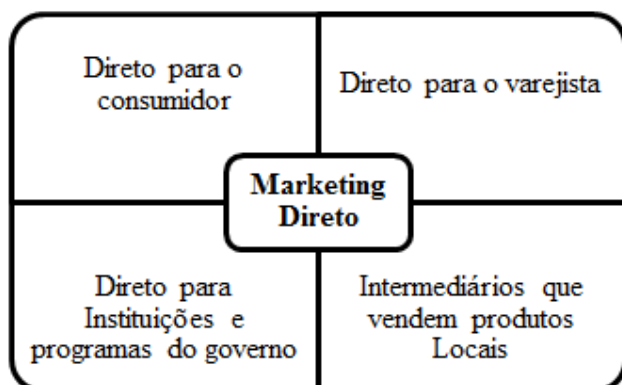 Direto para o
consumidor
Direto para o varejista
Marketing
Direto
Direto para
Instituições e
programas do governo
Intermediários que
vendem produtos
Locais